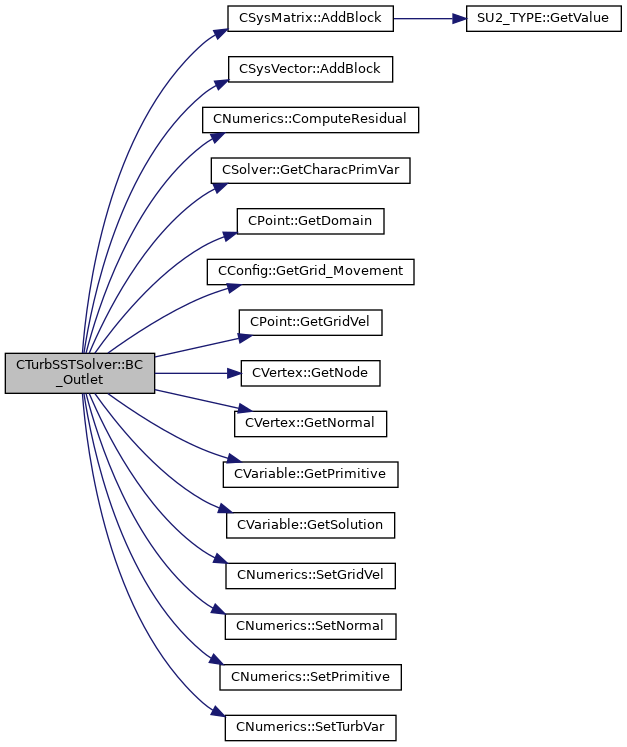 CTurbSSTSolver::BC
_Outlet
CSysMatrix::AddBlock
SU2_TYPE::GetValue
CSysVector::AddBlock
CNumerics::ComputeResidual
CSolver::GetCharacPrimVar
CPoint::GetDomain
CConfig::GetGrid_Movement
CPoint::GetGridVel
CVertex::GetNode
CVertex::GetNormal
CVariable::GetPrimitive
CVariable::GetSolution
CNumerics::SetGridVel
CNumerics::SetNormal
CNumerics::SetPrimitive
CNumerics::SetTurbVar